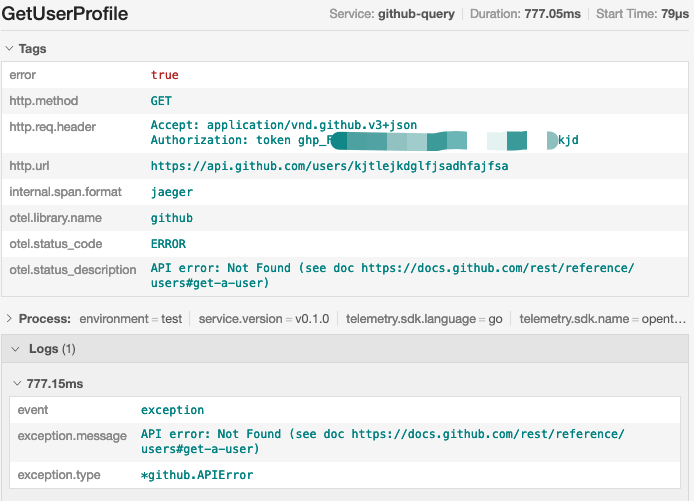 GetUserProfile
Service: github-query Duration: 777.05ms Start Time: 79μs
Tags
error true
http.method GET
http.req.header Accept: application/vnd.github.v3+json
Authorization: token ghp_ kjd
http.url https://api.github.com/users/kjtlejkdglfjsadhfajfsa
internal.span.format jaeger
otel.library.name github
otel.status_code ERROR
otel.status_description API error: Not Found (see doc https://docs.github.com/rest/reference/
users#get-a-user)
Process: environment = test service.version = v0.1.0 telemetry.sdk.language = go telemetry.sdk.name = opent...
Logs (1)
777.15ms
event exception
exception.message API error: Not Found (see doc https://docs.github.com/rest/reference/
users#get-a-user)
exception.type *github.APIError